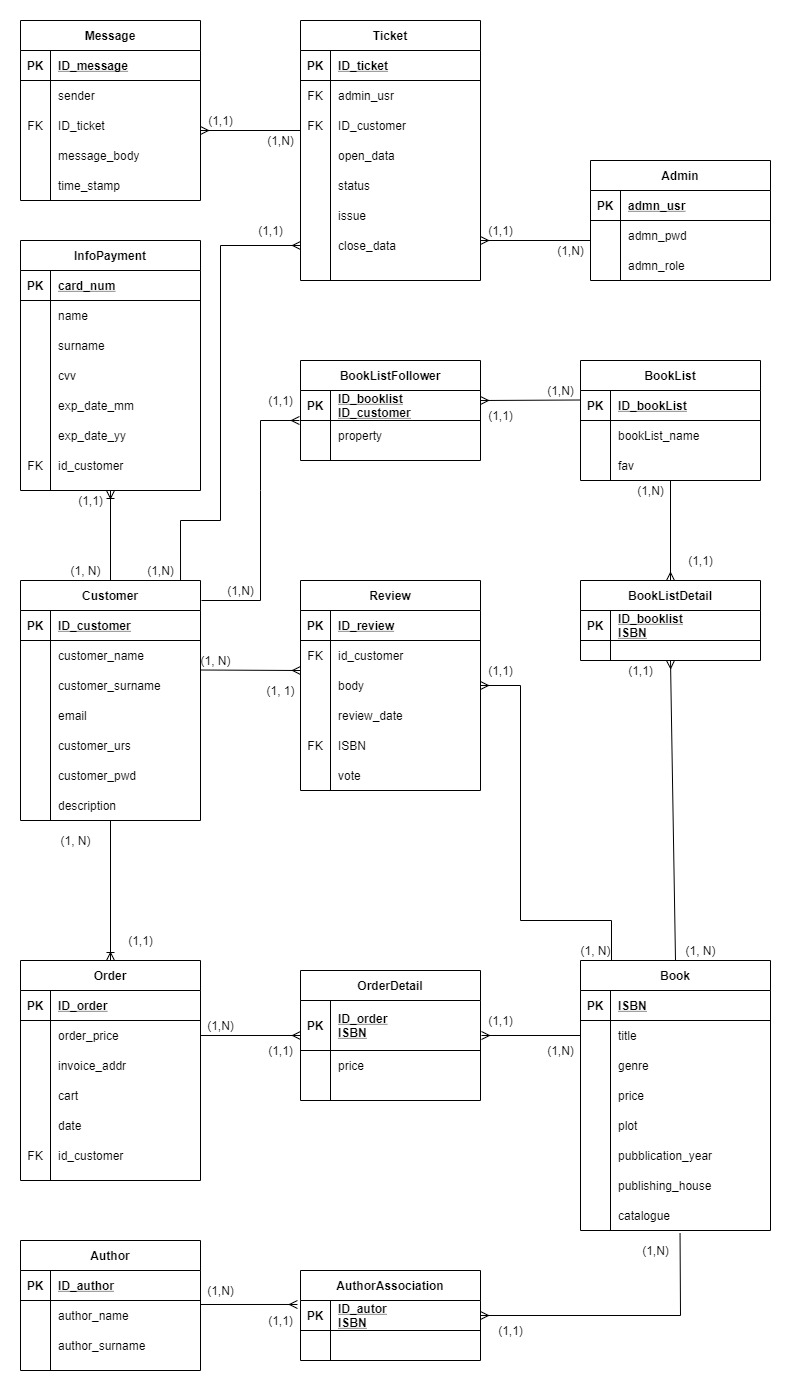 Message
PK ID_message
sender
FK ID_ticket
message_body
time_stamp
Ticket
PK ID_ticket
FK admin_usr
FK ID_customer
open_data
status
issue
close_data
(1,1)
(1,N)
Admin
PK admn_usr
admn_pwd
admn_role
(1,1)
(1,1)
(1,N)
InfoPayment
PK card_num
name
surname
cvv
exp_date_mm
exp_date_yy
FK id_customer
BookListFollower
PK ID_booklist
ID_customer
property
BookList
PK ID_bookList
bookList_name
fav
(1,1)
(1,N)
(1,1)
(1,1)
(1,N)
(1, N)
(1,N)
(1,N)
(1,1)
Customer
PK ID_customer
customer_name
customer_surname
email
customer_urs
customer_pwd
description
Review
PK ID_review
FK id_customer
body
review_date
FK ISBN
vote
BookListDetail
PK ID_booklist
ISBN
(1, N)
(1, 1)
(1,1)
(1,1)
(1, N)
(1,1)
(1, N)
(1, N)
Order
PK ID_order
order_price
invoice_addr
cart
date
FK id_customer
OrderDetail
PK ID_order
ISBN
price
Book
PK ISBN
title
genre
price
plot
pubblication_year
publishing_house
catalogue
(1,N)
(1,1)
(1,1)
(1,N)
(1,N)
Author
PK ID_author
author_name
author_surname
AuthorAssociation
PK ID_autor
ISBN
(1,N)
(1,1)
(1,1)